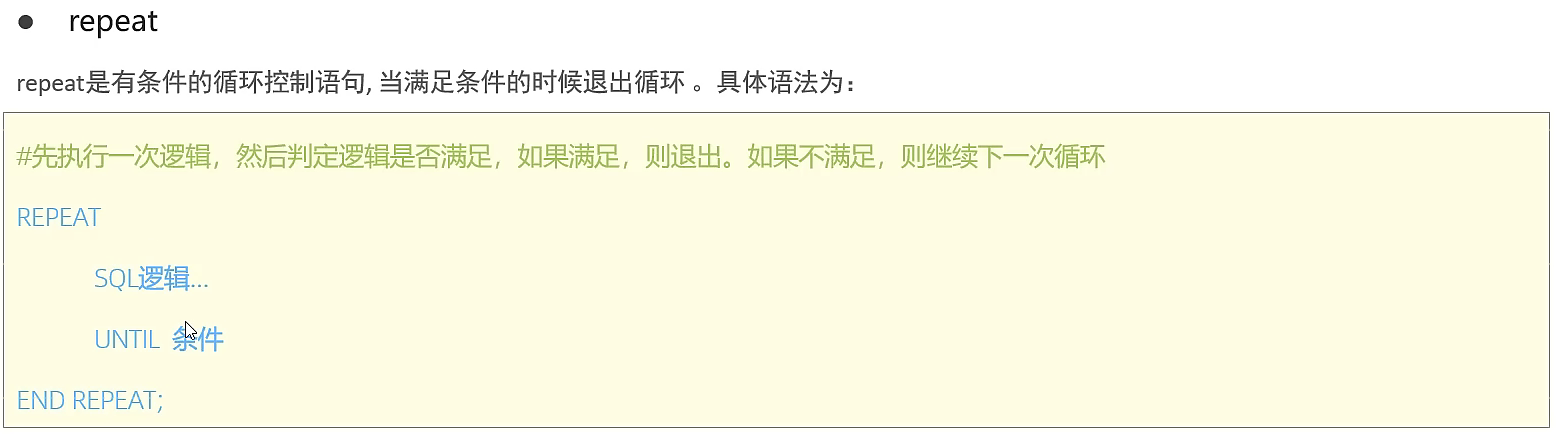 ● repeat
repeat是有条件的循环控制语句, 当满足条件的时候退出循环 。具体语法为：
#先执行一次逻辑，然后判定逻辑是否满足，如果满足，则退出。如果不满足，则继续下一次循环
REPEAT
SQL逻辑...
UNTIL 条件
END REPEAT;